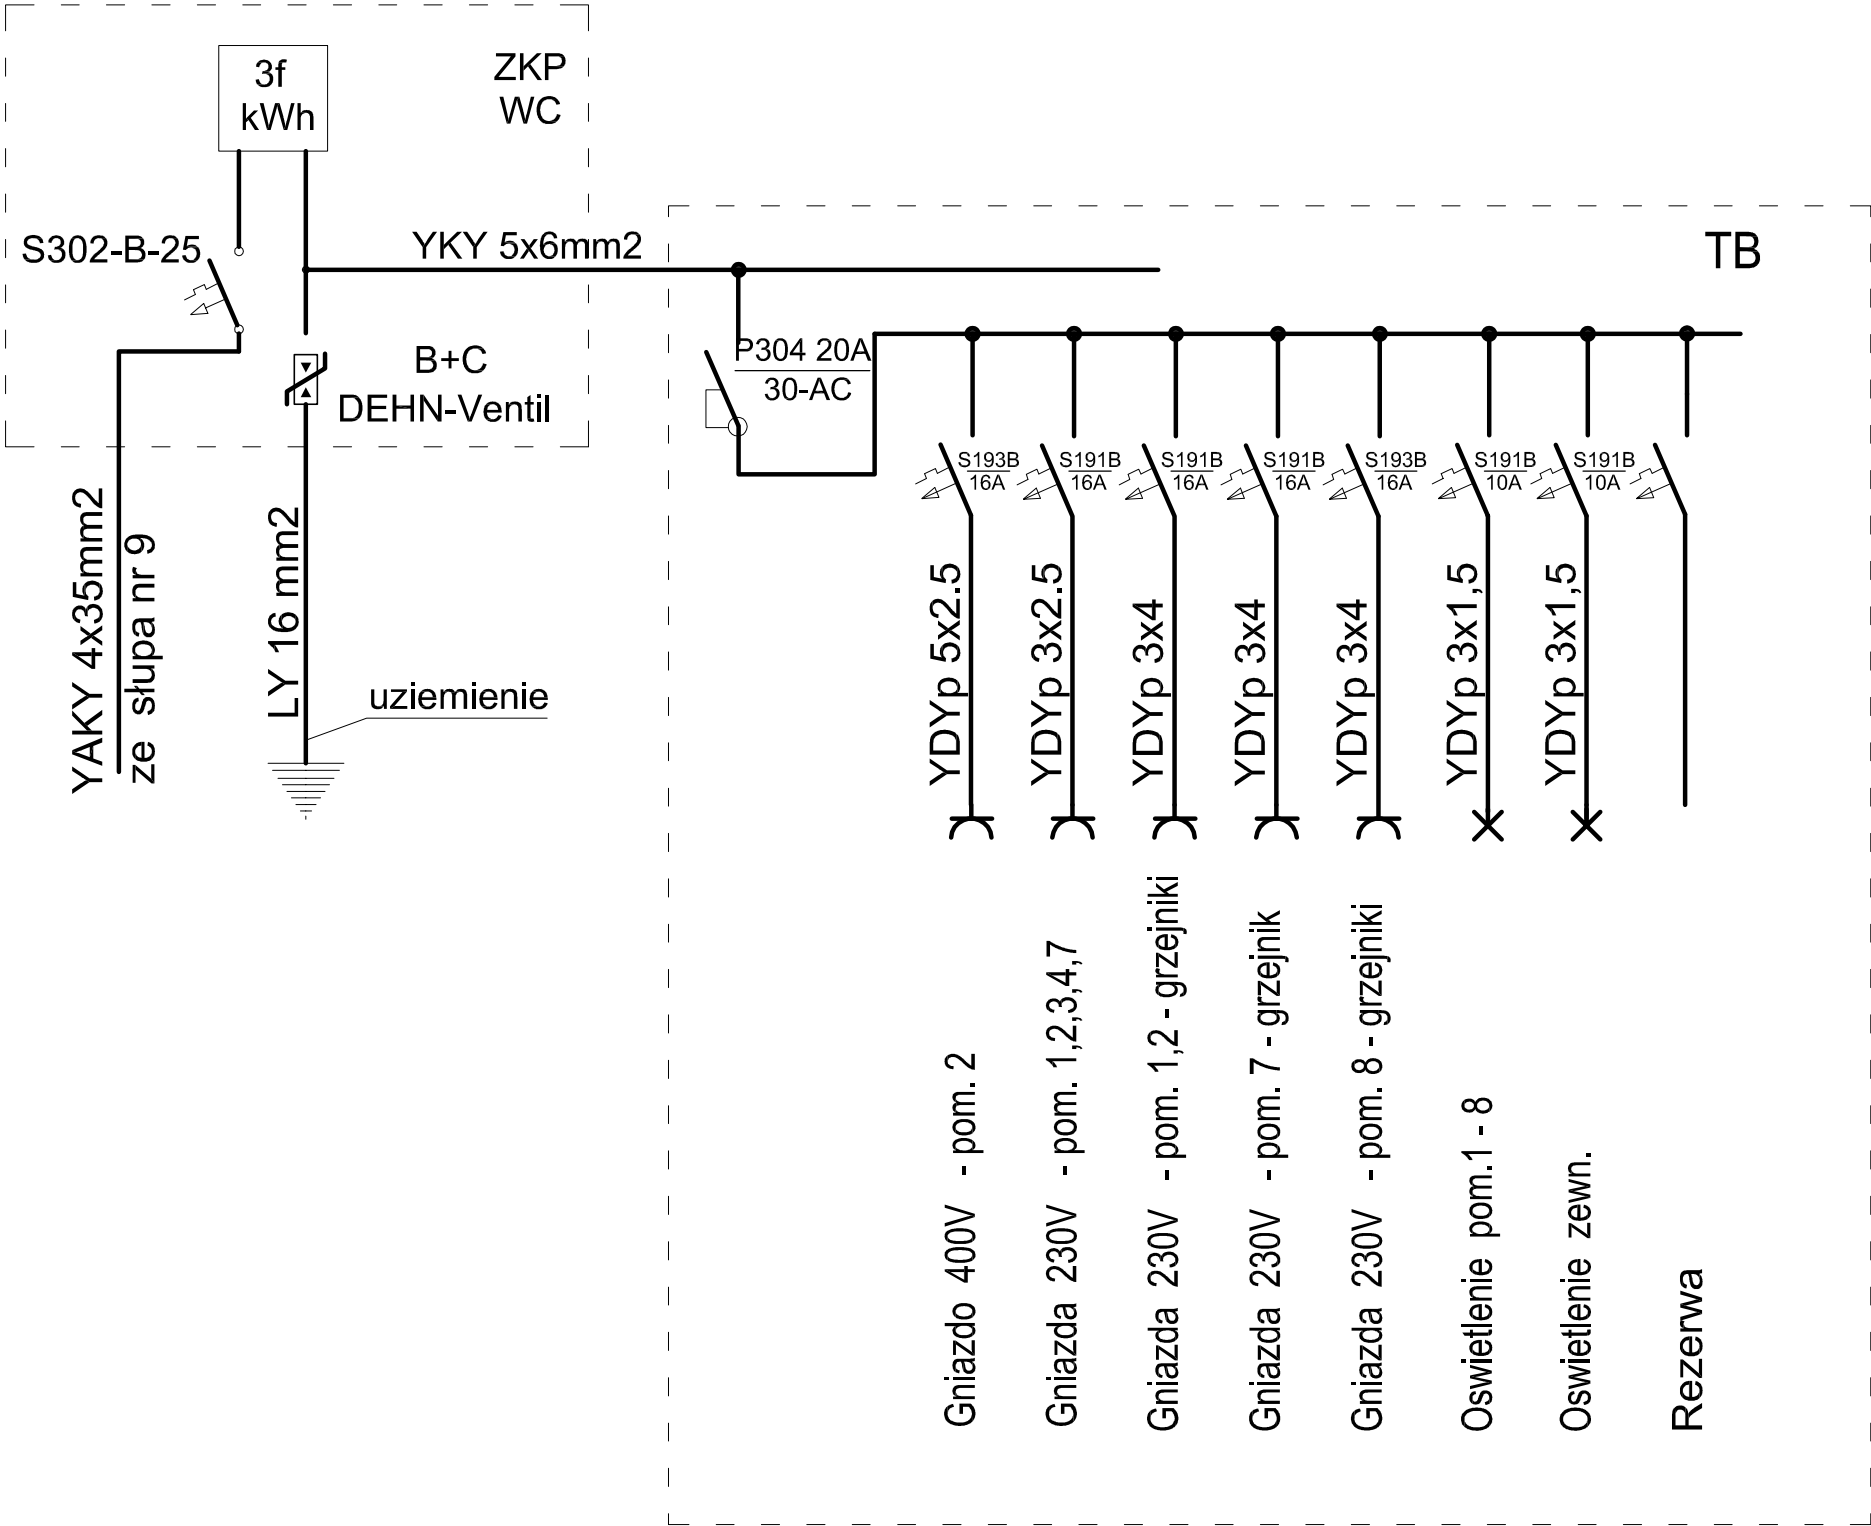 3f
kWh
ZKP
WC
S302-B-25
YKY 5x6mm2
TB
B+C
DEHN-Ventil
P304 20A
30-AC
YAKY 4x35mm2
ze słupa nr 9
LY 16 mm2
uziemienie
S193B
16A
S191B
16A
S191B
16A
S191B
16A
S193B
16A
S191B
10A
S191B
10A
YDYp 5x2.5
YDYp 3x2.5
YDYp 3x4
YDYp 3x4
YDYp 3x4
YDYp 3x1,5
YDYp 3x1,5
Gniazdo 400V - pom. 2
Gniazda 230V - pom. 1,2,3,4,7
Gniazda 230V - pom. 1,2 - grzejniki
Gniazda 230V - pom. 7 - grzejnik
Gniazda 230V - pom. 8 - grzejniki
Oswietlenie pom.1 - 8
Oswietlenie zewn.
Rezerwa